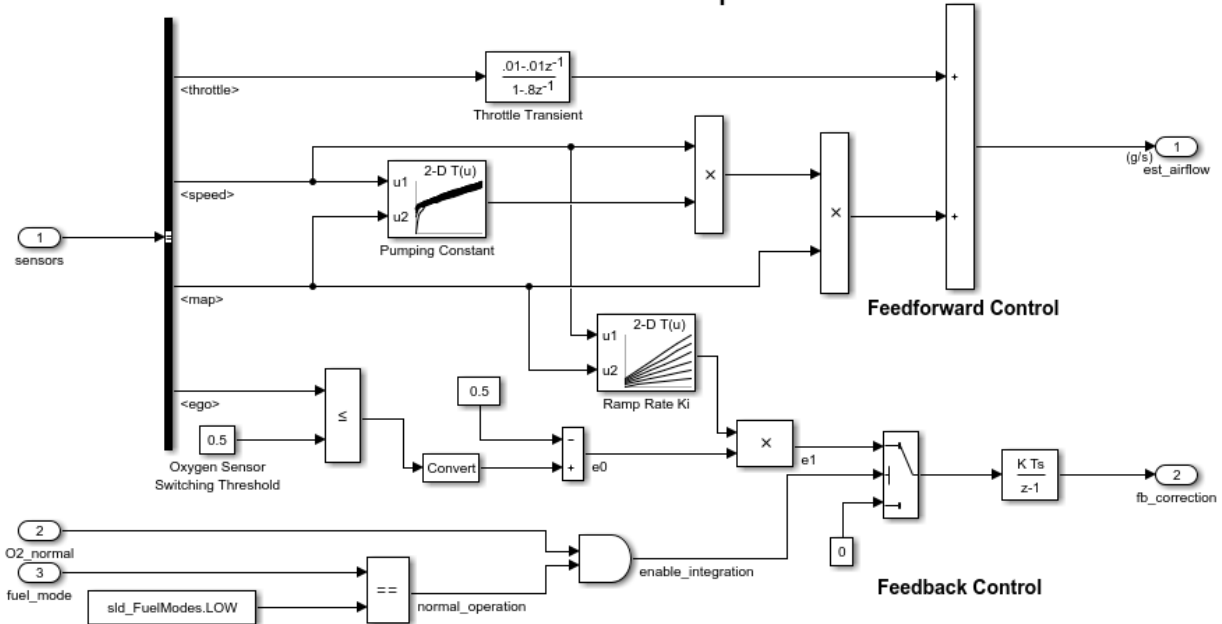 .01-.01z-1
1-.8z-1
<throttle>
Throttle Transient
+
×
2-D T(u)
u1
u2
<speed>
Pumping Constant
×
1
(g/s)
est_airflow
+
1
sensors
<map>
Feedforward Control
2-D T(u)
u1
u2
Ramp Rate Ki
<ego>
≤
0.5
0.5
Oxygen Sensor
Switching Threshold
Convert
−
+
e0
×
e1
K Ts
z-1
2
fb_correction
0
2
O2_normal
3
fuel_mode
==
sld_FuelModes.LOW
normal_operation
enable_integration
Feedback Control